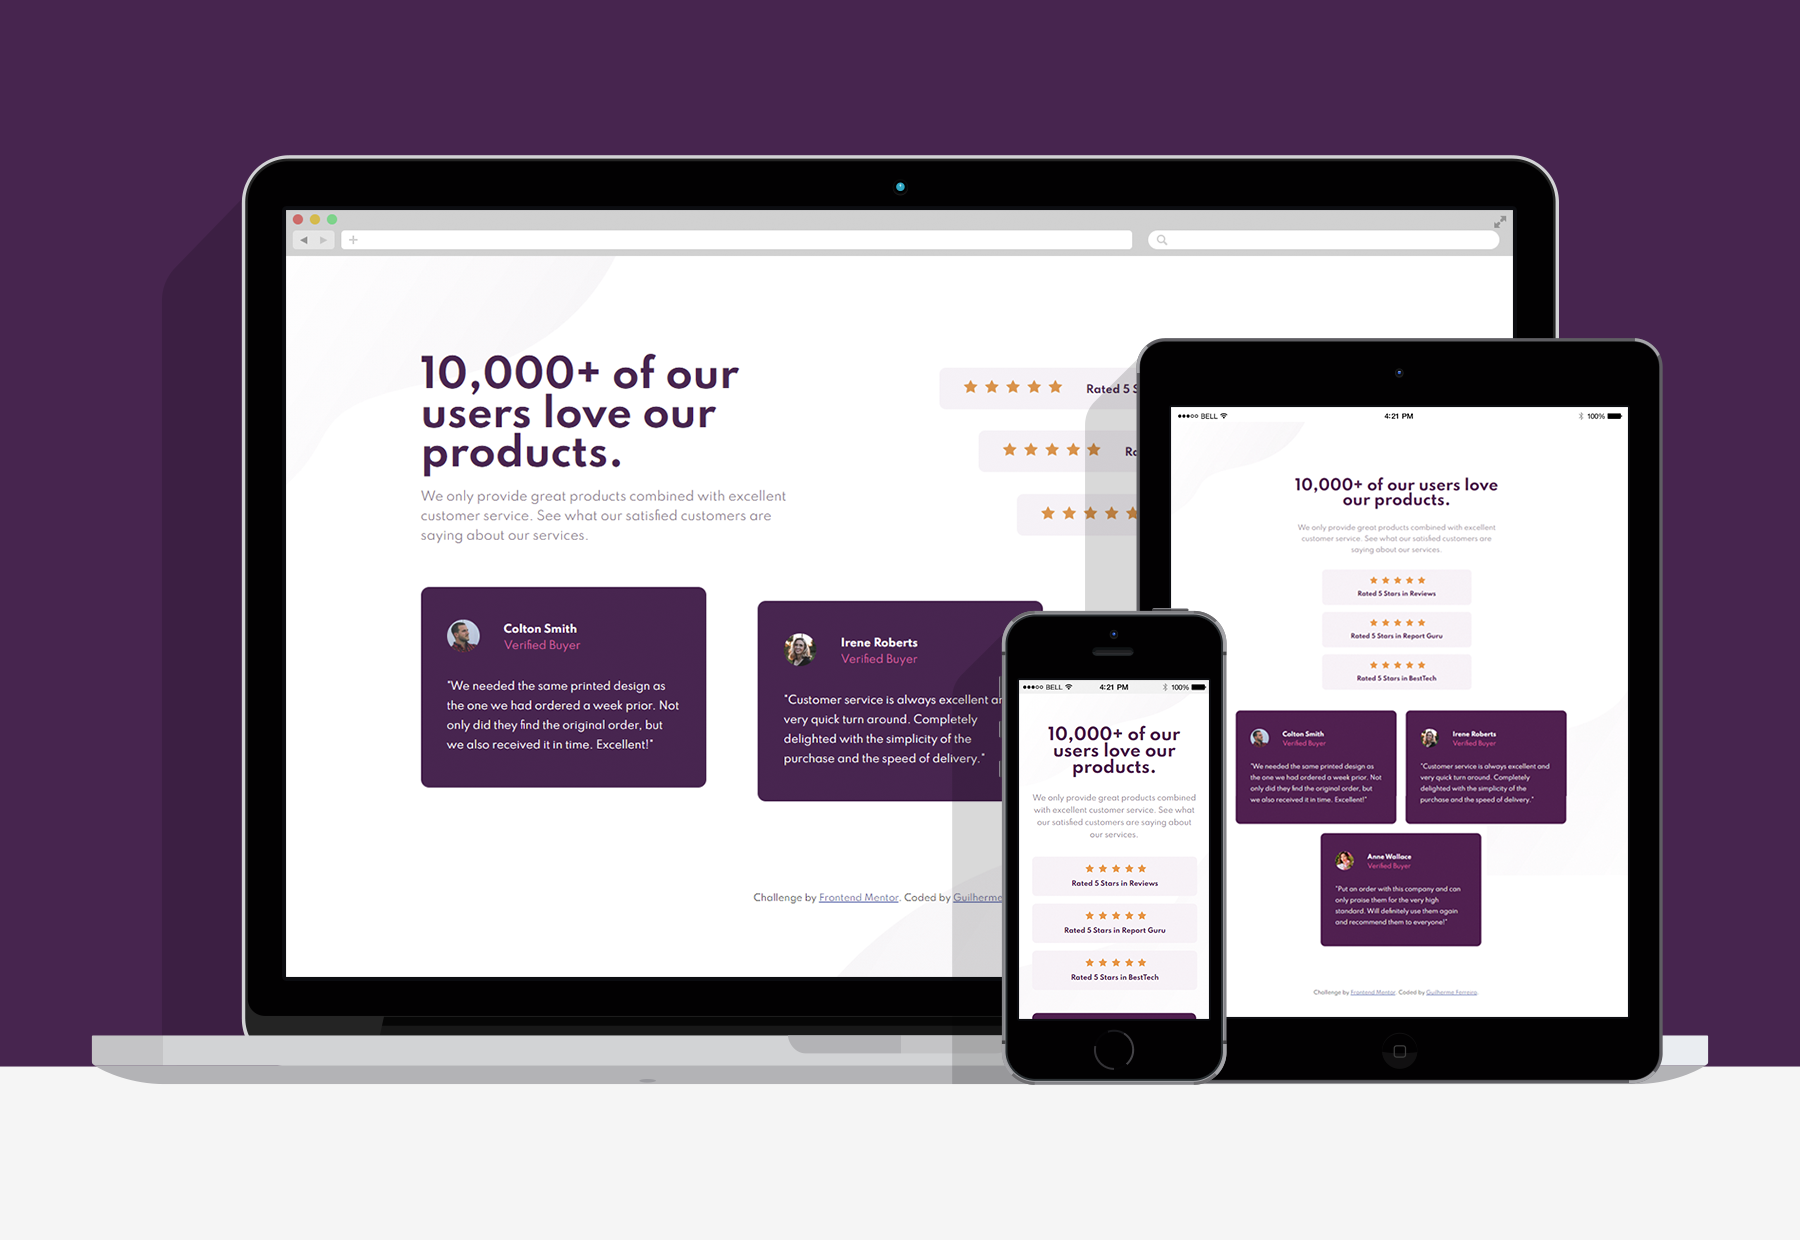 10,000+ of our
users love our
products.
We only provide great products combined with excellent
customer service. See what our satisfied customers are
saying about our services.
Rated 5 S
Ra
Colton Smith
Verified Buyer
"We needed the same printed design as
the one we had ordered a week prior. Not
only did they find the original order, but
we also received it in time. Excellent!"
Irene Roberts
Verified Buyer
"Customer service is always excellent an
very quick turn around. Completely
delighted with the simplicity of the
purchase and the speed of delivery."
Challenge by Frontend Mentor. Coded by Guilherme
BELL
4:21 PM
100%
10,000+ of our
users love our
products.
We only provide great products combined
with excellent customer service. See what
our satisfied customers are saying about
our services.
Rated 5 Stars in Reviews
Rated 5 Stars in Report Guru
Rated 5 Stars in BestTech
BELL
4:21 PM
100%
10,000+ of our users love
our products.
We only provide great products combined with excellent
customer service. See what our satisfied customers are
saying about our services.
Rated 5 Stars in Reviews
Rated 5 Stars in Report Guru
Rated 5 Stars in BestTech
Colton Smith
Verified Buyer
"We needed the same printed design as
the one we had ordered a week prior. Not
only did they find the original order, but
we also received it in time. Excellent!"
Irene Roberts
Verified Buyer
"Customer service is always excellent and
very quick turn around. Completely
delighted with the simplicity of the
purchase and the speed of delivery."
Anne Wallace
Verified Buyer
"Put an order with this company and can
only praise them for the very high
standard. Will definitely use them again
and recommend them to everyone!"
Challenge by Frontend Mentor. Coded by Guilherme Ferreira.